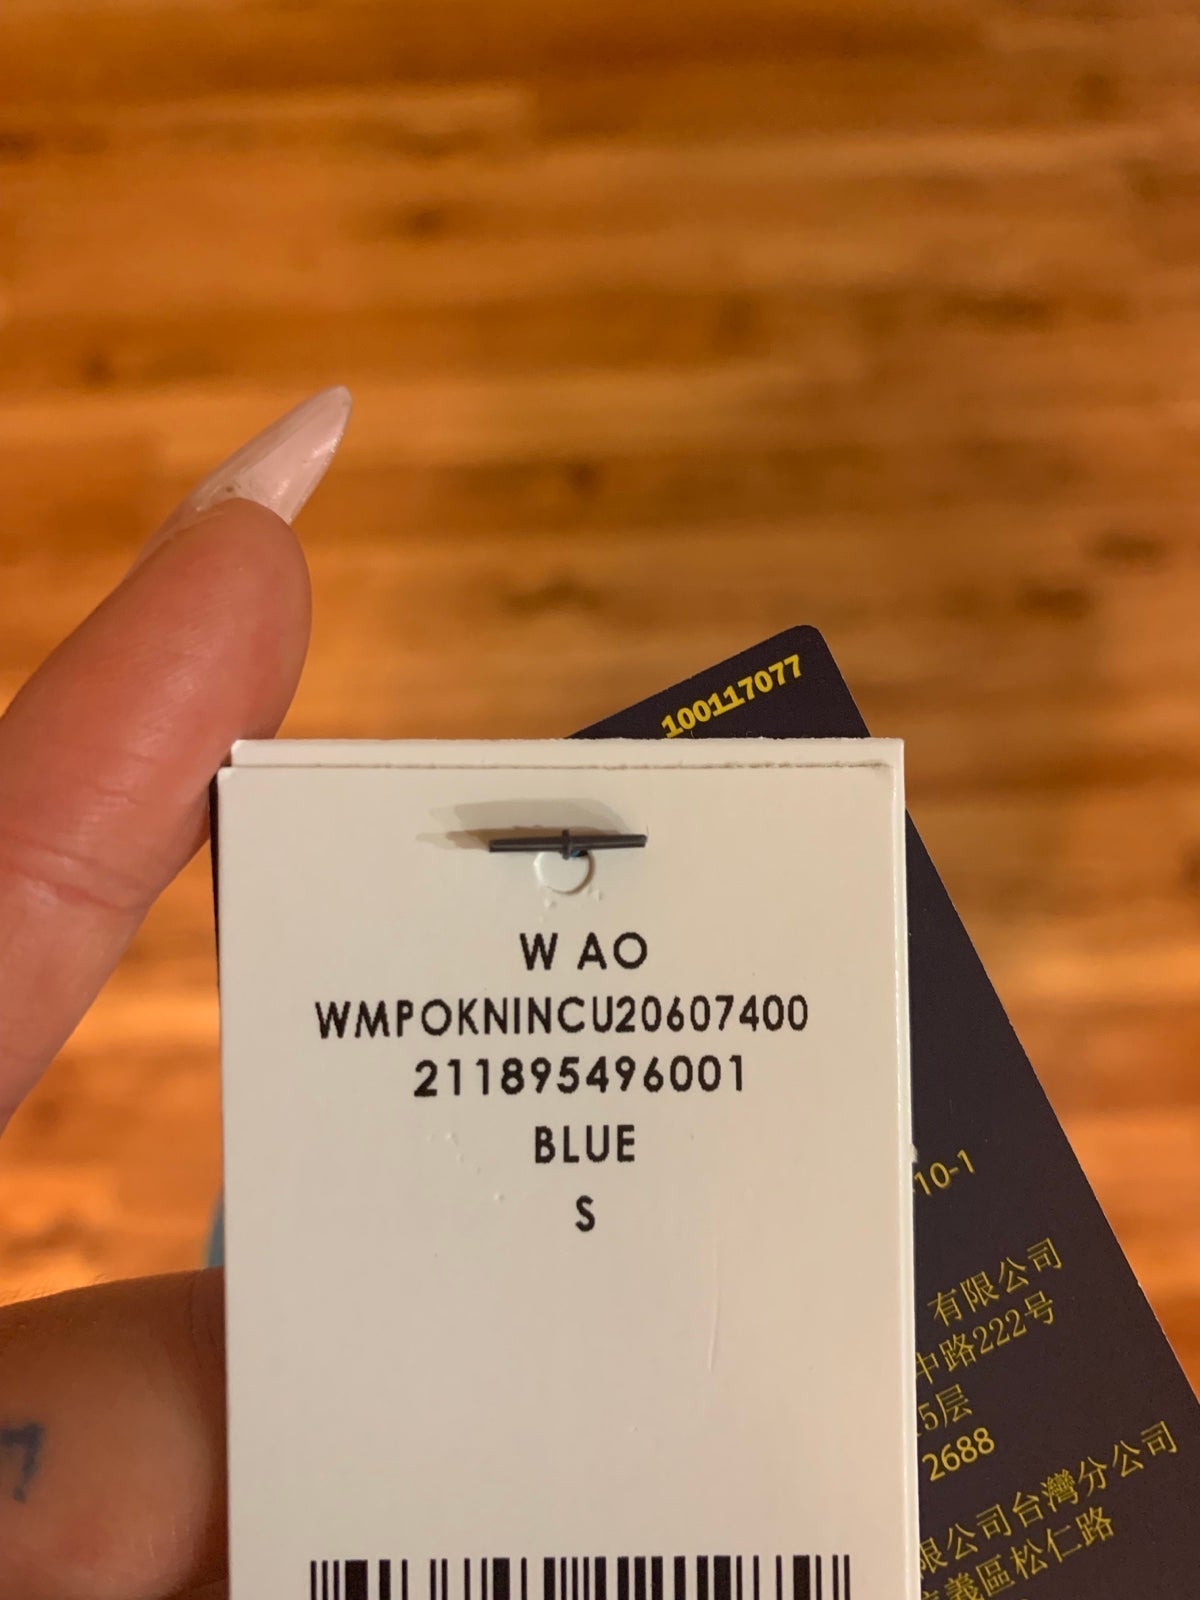 100117077
W AO
WMPOKNINCU20607400
211895496001
BLUE
S
10-1
有限公司
中路222号
5层
2688
限公司台灣分公司
義區松仁路